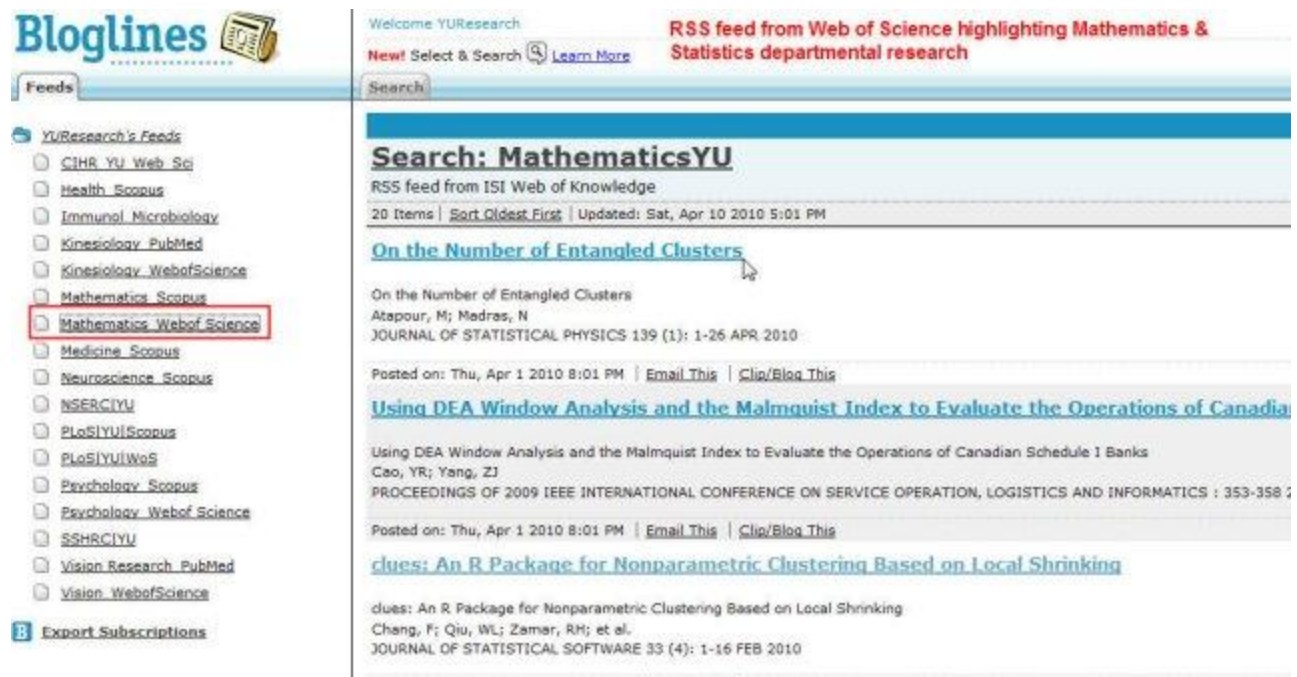 Bloglines
Feeds
YUResearch's Feeds
CIHR YU Web Sci
Health Scopus
Immunol Microbiology
Kinesiology PubMed
Kinesiology WebofScience
Mathematics Scopus
Mathematics Webof Science
Medicine Scopus
Neuroscience Scopus
NSERC|YU
PLoS|YU|Scopus
PLoS|YU|WoS
Psychology Scopus
Psychology Webof Science
SSHRC|YU
Vision Research PubMed
Vision WebofScience
Export Subscriptions
Welcome YUResearch
New! Select & Search Learn More
RSS feed from Web of Science highlighting Mathematics &
Statistics departmental research
Search
Search: MathematicsYU
RSS feed from ISI Web of Knowledge
20 Items | Sort Oldest First | Updated: Sat, Apr 10 2010 5:01 PM
On the Number of Entangled Clusters
On the Number of Entangled Clusters
Atapour, M; Madras, N
JOURNAL OF STATISTICAL PHYSICS 139 (1): 1-26 APR 2010
Posted on: Thu, Apr 1 2010 8:01 PM | Email This | Clip/Blog This
Using DEA Window Analysis and the Malmquist Index to Evaluate the Operations of Canadia
Using DEA Window Analysis and the Malmquist Index to Evaluate the Operations of Canadian Schedule I Banks
Cao, YR; Yang, ZJ
PROCEEDINGS OF 2009 IEEE INTERNATIONAL CONFERENCE ON SERVICE OPERATION, LOGISTICS AND INFORMATICS : 353-358 2
Posted on: Thu, Apr 1 2010 8:01 PM | Email This | Clip/Blog This
clues: An R Package for Nonparametric Clustering Based on Local Shrinking
clues: An R Package for Nonparametric Clustering Based on Local Shrinking
Chang, F; Qiu, WL; Zamar, RH; et al.
JOURNAL OF STATISTICAL SOFTWARE 33 (4): 1-16 FEB 2010